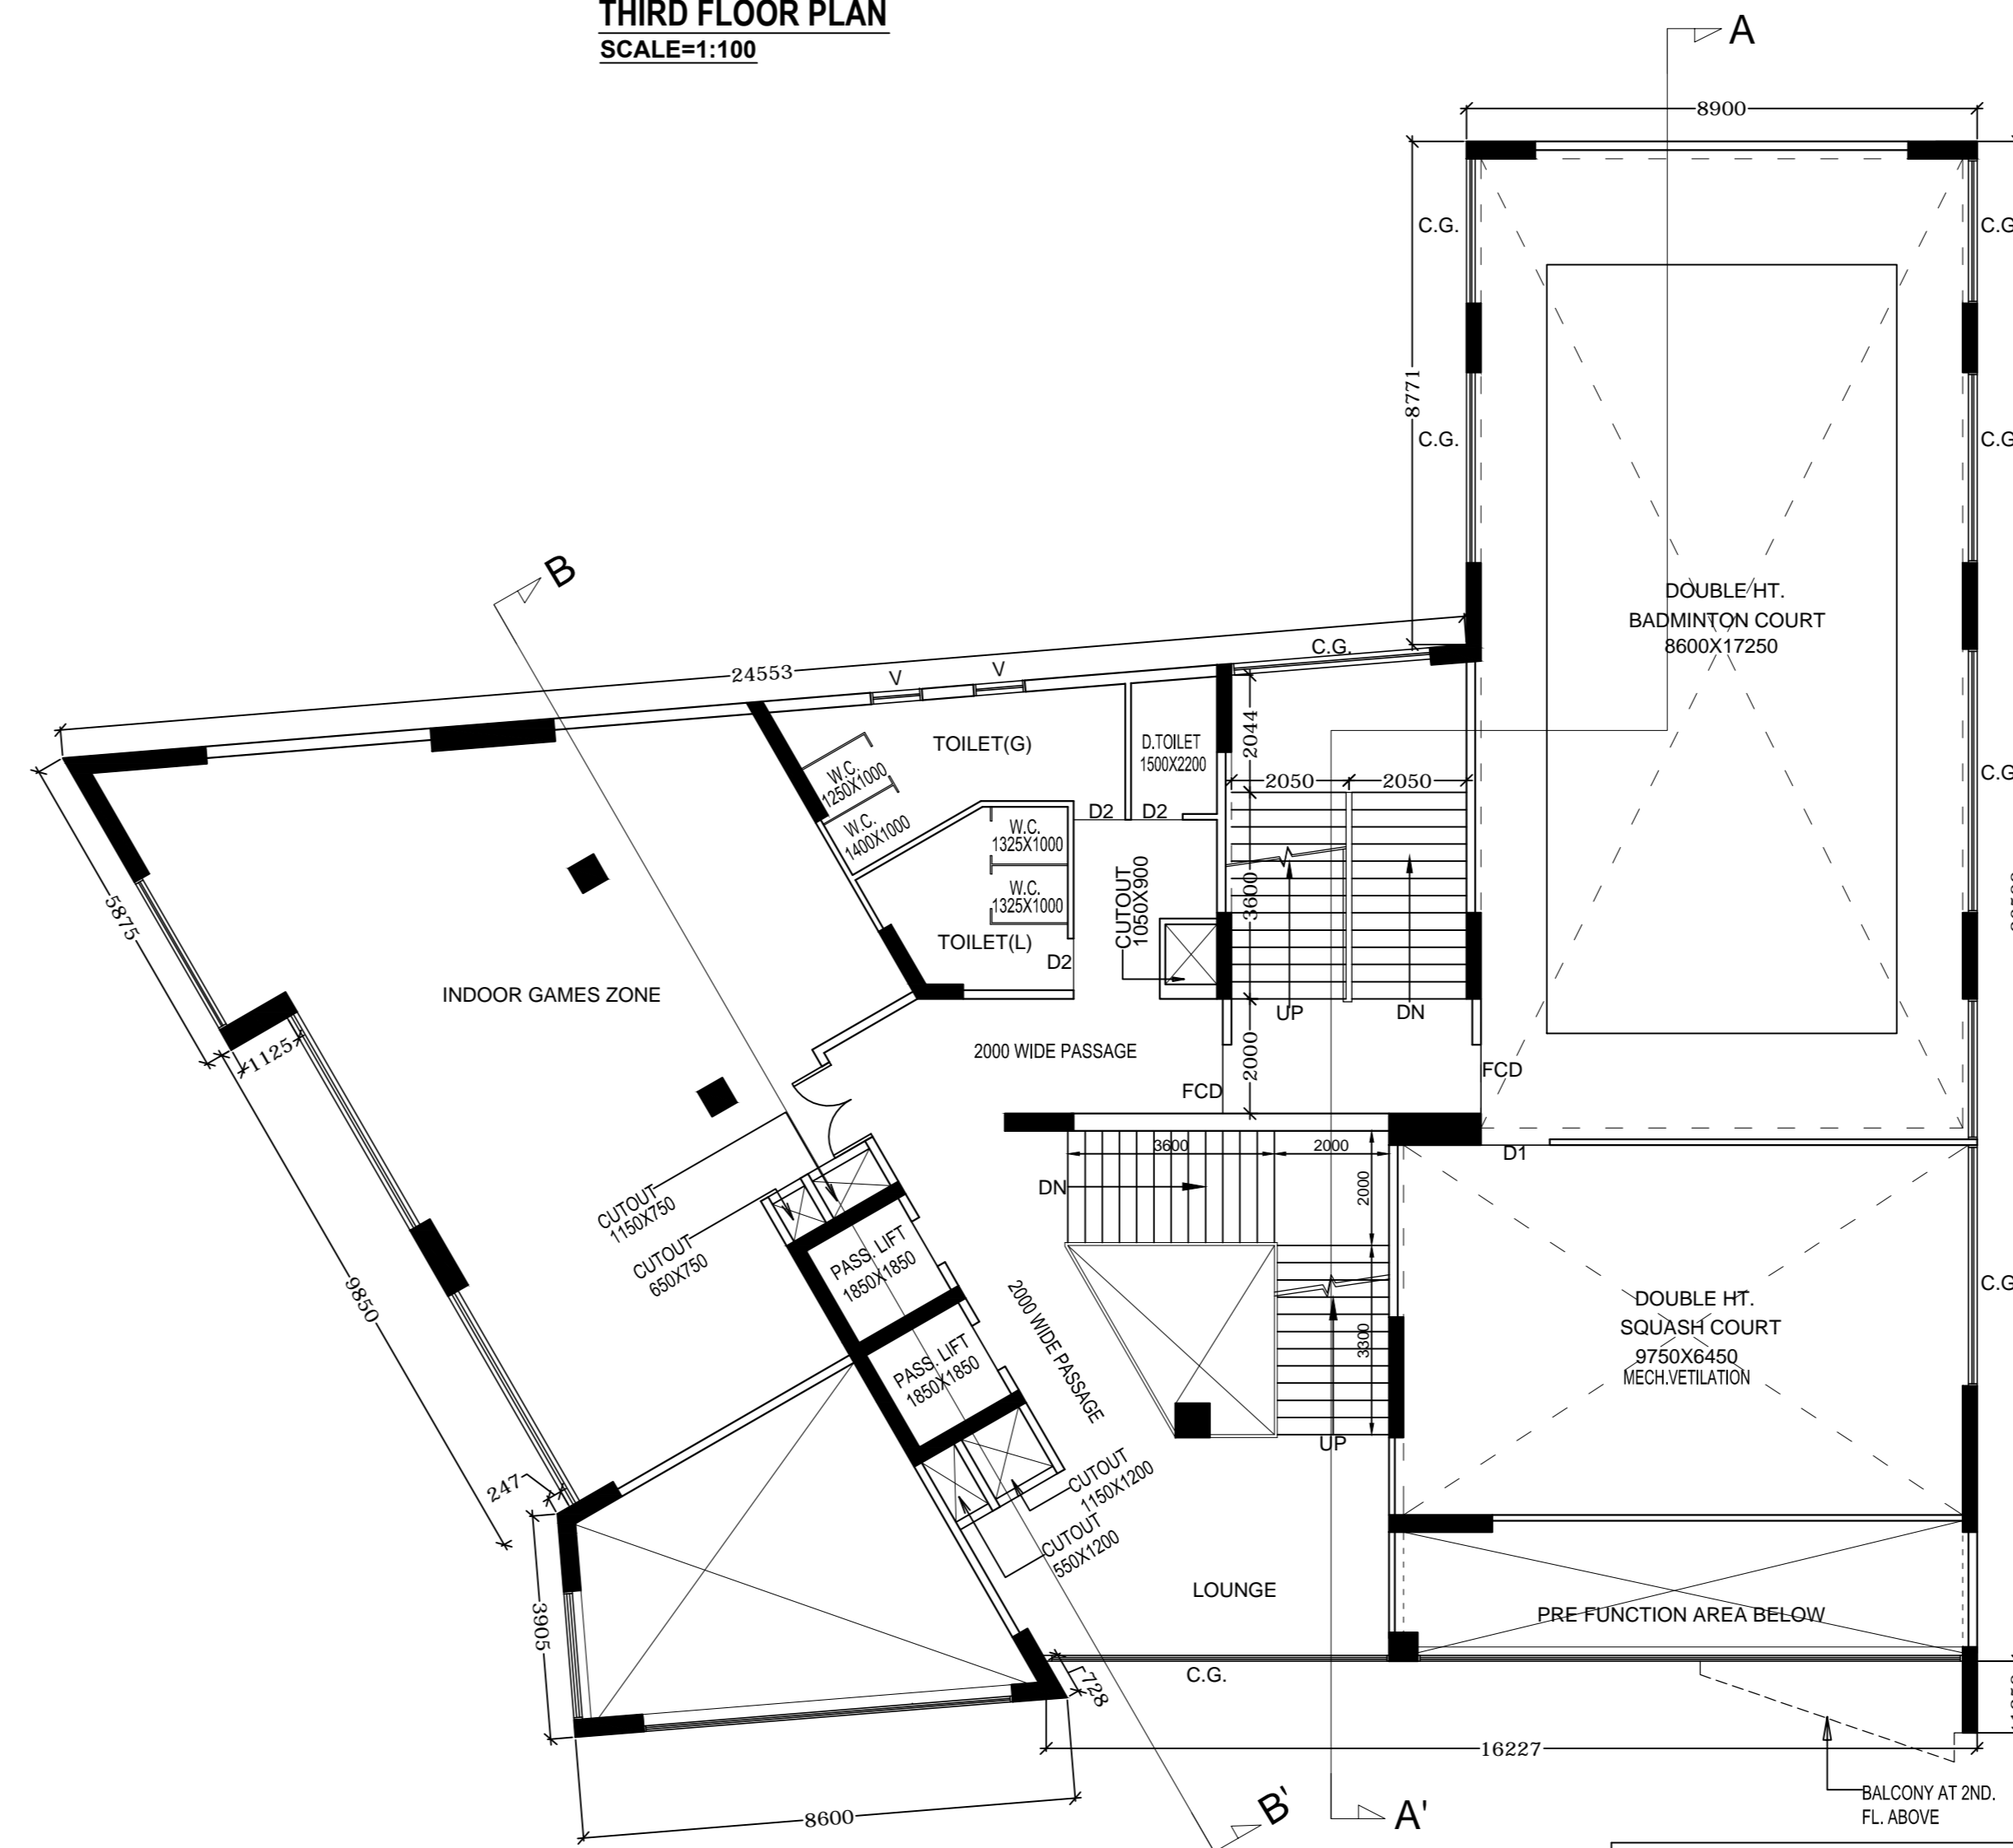 THIRD FLOOR PLAN
SCALE=1:100
A
8900
C.G.
C.G
8771
C.G.
C.G
B
DOUBLE HT.
BADMINTON COURT
8600X17250
24553
V
V
C.G.
TOILET(G)
D.TOILET
1500X2200
2044
W.C.
1250X1000
2050
2050
C.G
W.C.
1400X1000
D2
D2
W.C.
1325X1000
CUTOUT
1050X900
3600
W.C.
1325X1000
5875
TOILET(L)
D2
INDOOR GAMES ZONE
UP
DN
1125
2000 WIDE PASSAGE
2000
FCD
FCD
3600
2000
D1
DN
2000
CUTOUT
1150X750
CUTOUT
650X750
PASS. LIFT
1850X1850
9850
2000 WIDE PASSAGE
C.G
DOUBLE HT.
SQUASH COURT
9750X6450
MECH.VETILATION
3300
PASS. LIFT
1850X1850
UP
247
CUTOUT
1150X1200
CUTOUT
550X1200
3905
LOUNGE
PRE FUNCTION AREA BELOW
C.G.
728
16227
8600
B'
A'
BALCONY AT 2ND.
FL. ABOVE